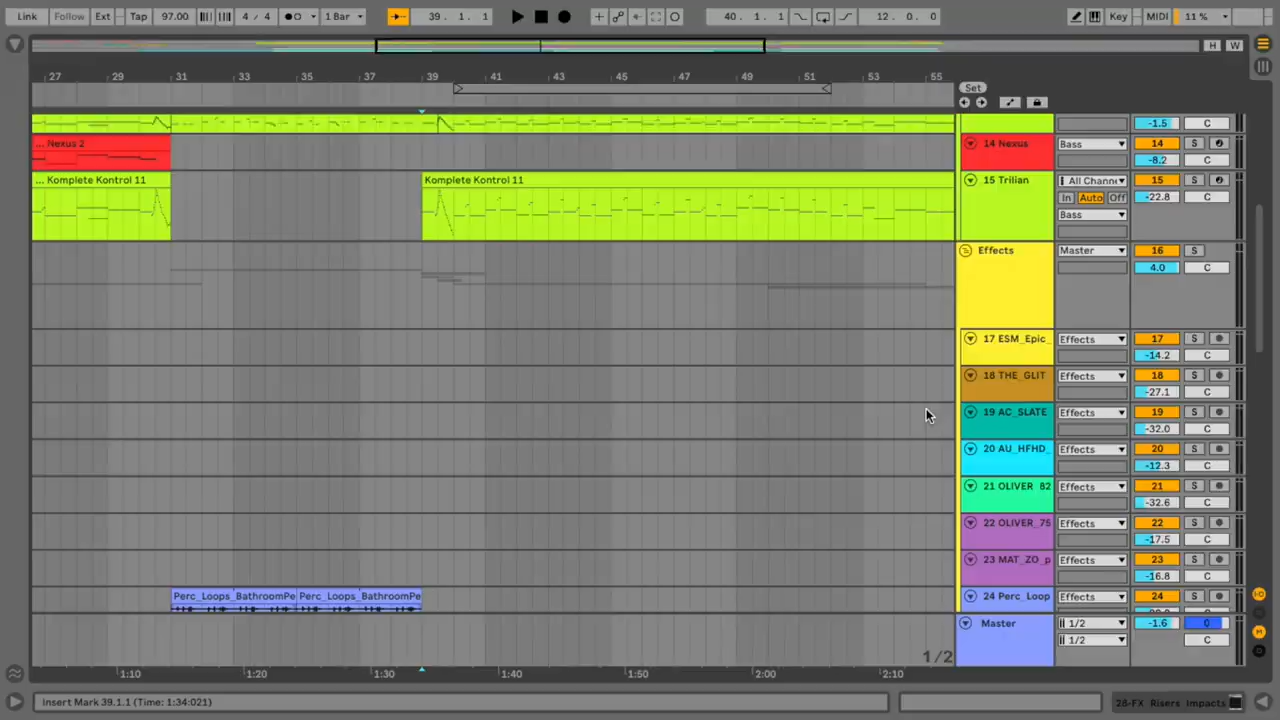 Link Follow Ext Tap 97.00 4 / 4 1 Bar 39. 1. 1 40. 1. 1 12. 0. 0 Key MIDI 11 %
H W
27 29 31 33 35 37 39 41 43 45 47 49 51 53 55
Set
-1.5 C
... Nexus 2 14 Nexus Bass 14 S
-8.2 C
... Komplete Kontrol 11 Komplete Kontrol 11 15 Trilian All Channe 15 S
In Auto Off -22.8 C
Bass
Effects Master 16 S
4.0 C
17 ESM_Epic_ Effects 17 S
-14.2 C
18 THE_GLIT Effects 18 S
-27.1 C
19 AC_SLATE Effects 19 S
-32.0 C
20 AU_HFHD_ Effects 20 S
-12.3 C
21 OLIVER_82 Effects 21 S
-32.6 C
22 OLIVER_75 Effects 22 S
-17.5 C
23 MAT_ZO_p Effects 23 S
-16.8 C
Perc_Loops_BathroomPe Perc_Loops_BathroomPe 24 Perc_Loop Effects 24 S
Master 1/2 -1.6 0
1/2 C
1/2
1:10 1:20 1:30 1:40 1:50 2:00 2:10
Insert Mark 39.1.1 (Time: 1:34:021) 28-FX Risers Impacts